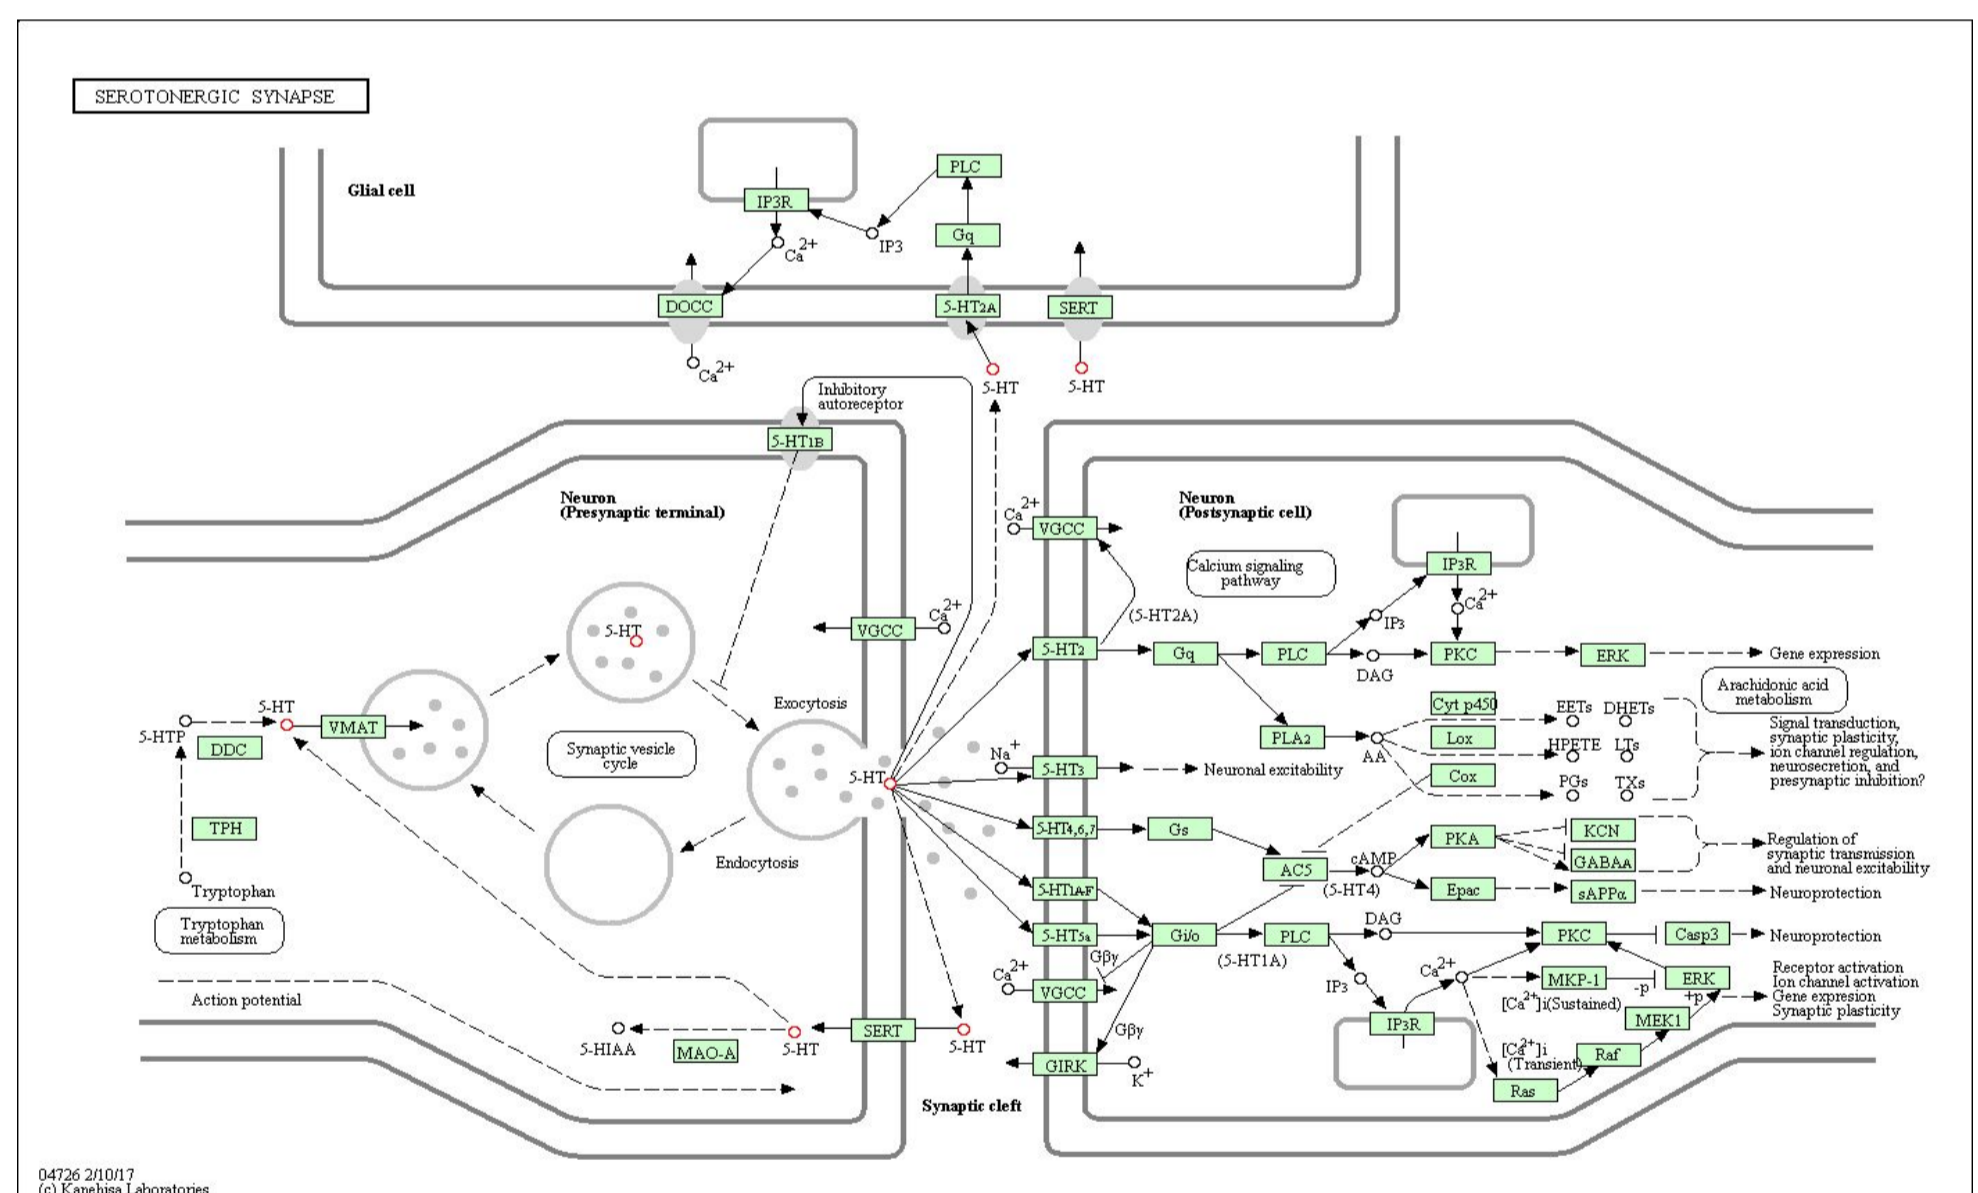 SEROTONERGIC SYNAPSE
Glial cell
PLC
IP3R
Gq
IP3
Ca2+
DOCC
5-HT2A
SERT
Ca2+
5-HT
5-HT
Inhibitory
autoreceptor
5-HT1B
Neuron
(Presynaptic terminal)
VGCC
Ca2+
5-HT
5-HT
VMAT
5-HTP
DDC
TPH
Tryptophan
Tryptophan
metabolism
Synaptic vesicle
cycle
Exocytosis
5-HT
Endocytosis
Action potential
5-HIAA
MAO-A
5-HT
SERT
5-HT
Synaptic cleft
Neuron
(Postsynaptic cell)
Ca2+
VGCC
Calcium signaling
pathway
IP3R
Ca2+
(5-HT2A)
IP3
5-HT2
Gq
PLC
DAG
PKC
ERK
Gene expression
Arachidonic acid
metabolism
PLA2
AA
Cyt p450
Lox
Cox
EETs
DHETs
HPETE
LTs
PGs
TXs
Signal transduction,
synaptic plasticity,
ion channel regulation,
neurosecretion, and
presynaptic inhibition?
Na+
5-HT3
Neuronal excitability
5-HT4,6,7
Gs
AC5
cAMP
(5-HT4)
PKA
KCN
GABAA
Regulation of
synaptic transmission
and neuronal excitability
Epac
sAPPα
Neuroprotection
5-HT1A-F
5-HT5a
Gi/o
(5-HT1A)
PLC
DAG
PKC
Casp3
Neuroprotection
Gβγ
Ca2+
VGCC
IP3
Ca2+
MKP-1
-p
ERK
+p
[Ca2+]i(Sustained)
Receptor activation
Ion channel activation
Gene expresion
Synaptic plasticity
IP3R
MEK1
Gβγ
GIRK
K+
[Ca2+]i
(Transient)
Raf
Ras
04726 2/10/17
(c) Kanehisa Laboratories